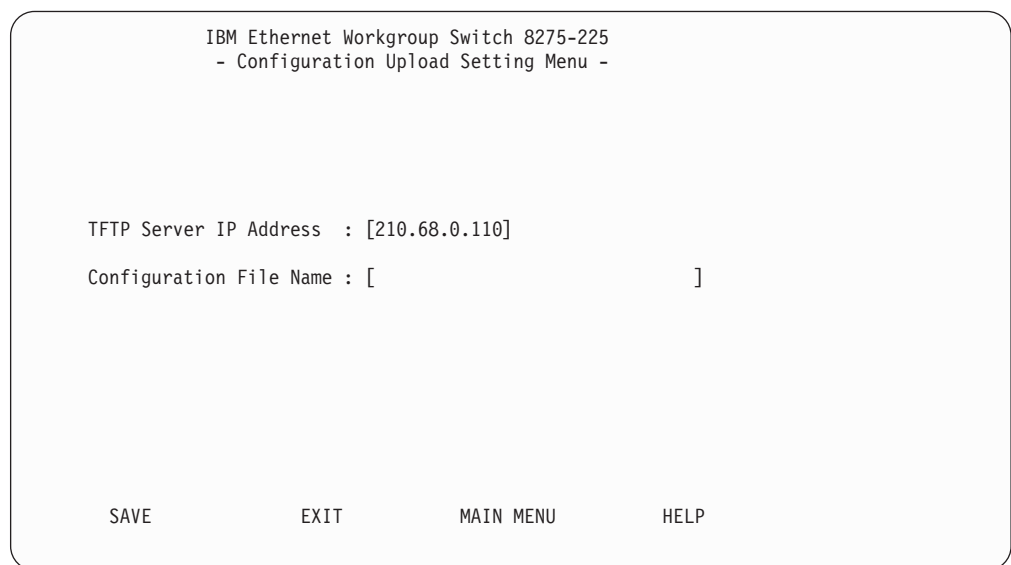 IBM Ethernet Workgroup Switch 8275-225
- Configuration Upload Setting Menu -
TFTP Server IP Address : [210.68.0.110]
Configuration File Name : [ ]
SAVE EXIT MAIN MENU HELP